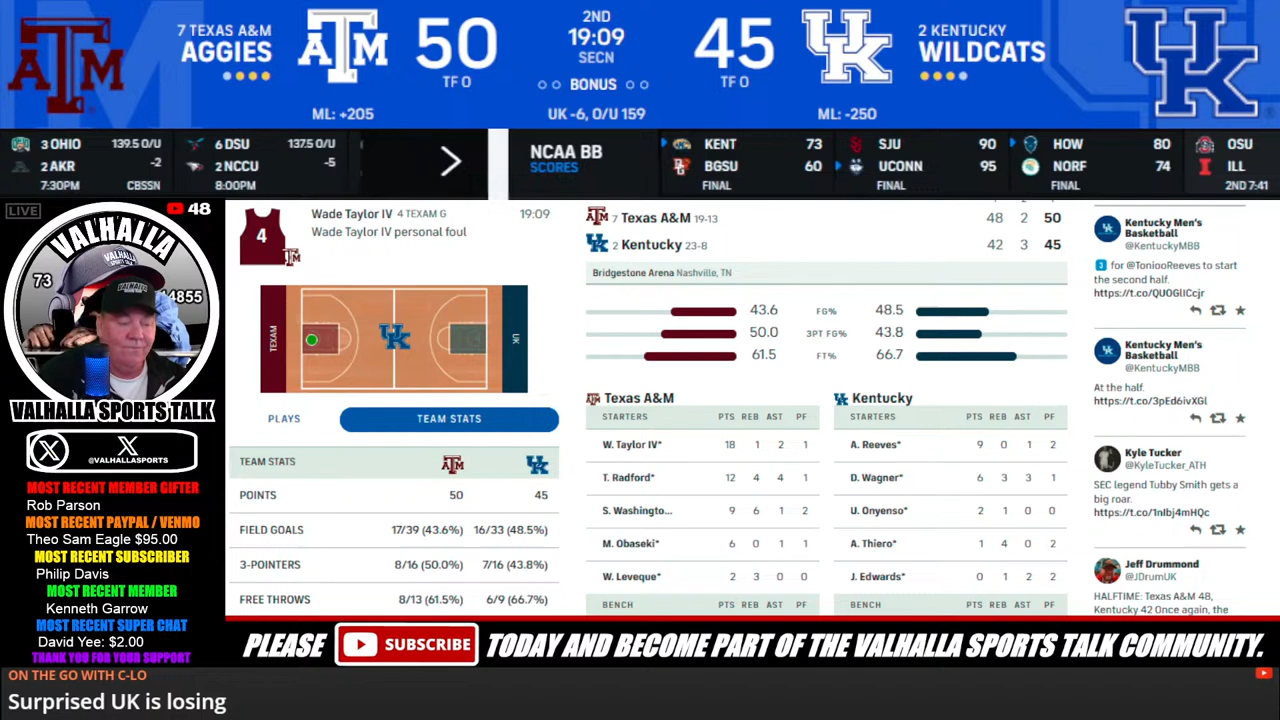 7 TEXAS A&M
AGGIES
50
TF 0
ML: +205
2ND
19:09
SECN
BONUS
UK -6, O/U 159
45
TF 0
ML: -250
2 KENTUCKY
WILDCATS
3 OHIO 139.5 O/U
2 AKR -2
7:30PM CBSSN
6 DSU 137.5 O/U
2 NCCU -5
8:00PM
NCAA BB
SCORES
KENT 73
BGSU 60
FINAL
SJU 90
UCONN 95
FINAL
HOW 80
NORF 74
FINAL
OSU
ILL
2ND 7:41
LIVE
48
VALHALLA
73
14855
VALHALLA SPORTS TALK
X
@VALHALLASPORTS
MOST RECENT MEMBER GIFTER
Rob Parson
MOST RECENT PAYPAL / VENMO
Theo Sam Eagle $95.00
MOST RECENT SUBSCRIBER
Philip Davis
MOST RECENT MEMBER
Kenneth Garrow
MOST RECENT SUPER CHAT
David Yee: $2.00
THANK YOU FOR YOUR SUPPORT
4
Wade Taylor IV 4 TEXAM G 19:09
Wade Taylor IV personal foul
TEXAM
UK
PLAYS
TEAM STATS
TEAM STATS
POINTS 50 45
FIELD GOALS 17/39 (43.6%) 16/33 (48.5%)
3-POINTERS 8/16 (50.0%) 7/16 (43.8%)
FREE THROWS 8/13 (61.5%) 6/9 (66.7%)
7 Texas A&M 19-13 48 2 50
2 Kentucky 23-8 42 3 45
Bridgestone Arena Nashville, TN
43.6 FG% 48.5
50.0 3PT FG% 43.8
61.5 FT% 66.7
Texas A&M
STARTERS PTS REB AST PF
W. Taylor IV* 18 1 2 1
T. Radford* 12 4 4 1
S. Washingto... 9 6 1 2
M. Obaseki* 6 0 1 1
W. Leveque* 2 3 0 0
BENCH PTS REB AST PF
Kentucky
STARTERS PTS REB AST PF
A. Reeves* 9 0 1 2
D. Wagner* 6 3 3 1
U. Onyenso* 2 1 0 0
A. Thiero* 1 4 0 2
J. Edwards* 0 1 2 2
BENCH PTS REB AST PF
Kentucky Men's
Basketball
@KentuckyMBB
3 for @ToniooReeves to start
the second half.
Kentucky Men's
Basketball
@KentuckyMBB
At the half.
https://t.co/3pEd6ivXGl
Kyle Tucker
@KyleTucker_ATH
SEC legend Tubby Smith gets a
big roar.
https://t.co/1nIbj4mHQc
Jeff Drummond
@JDrumUK
HALFTIME: Texas A&M 48,
Kentucky 42 Once again, the
PLEASE SUBSCRIBE TODAY AND BECOME PART OF THE VALHALLA SPORTS TALK COMMUNITY.
ON THE GO WITH C-LO
Surprised UK is losing